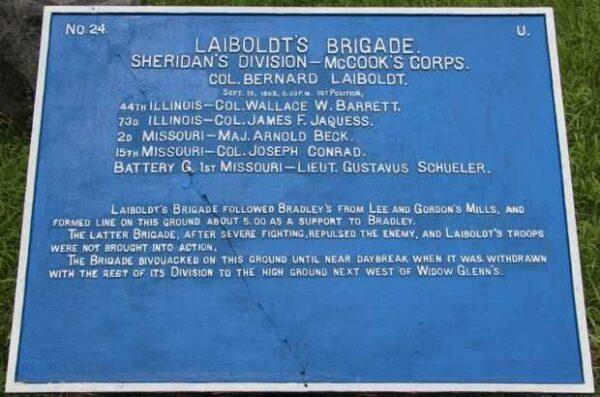 No. 24. U.
LAIBOLDT'S BRIGADE.
SHERIDAN'S DIVISION—McCOOK'S CORPS.
COL. BERNARD LAIBOLDT.
SEPT. 19, 1863, 5:00 P.M. 1ST POSITION,
44TH ILLINOIS—COL. WALLACE W. BARRETT.
73D ILLINOIS—COL. JAMES F. JAQUESS.
2D MISSOURI—MAJ. ARNOLD BECK.
15TH MISSOURI—COL. JOSEPH CONRAD.
BATTERY G, 1ST MISSOURI—LIEUT. GUSTAVUS SCHUELER.
LAIBOLDT'S BRIGADE FOLLOWED BRADLEY'S FROM LEE AND GORDON'S MILLS, AND
FORMED LINE ON THIS GROUND ABOUT 5.00 AS A SUPPORT TO BRADLEY.
THE LATTER BRIGADE, AFTER SEVERE FIGHTING, REPULSED THE ENEMY, AND LAIBOLDT'S TROOPS
WERE NOT BROUGHT INTO ACTION.
THE BRIGADE BIVOUACKED ON THIS GROUND UNTIL NEAR DAYBREAK WHEN IT WAS WITHDRAWN
WITH THE REST OF ITS DIVISION TO THE HIGH GROUND NEXT WEST OF WIDOW GLENN'S.